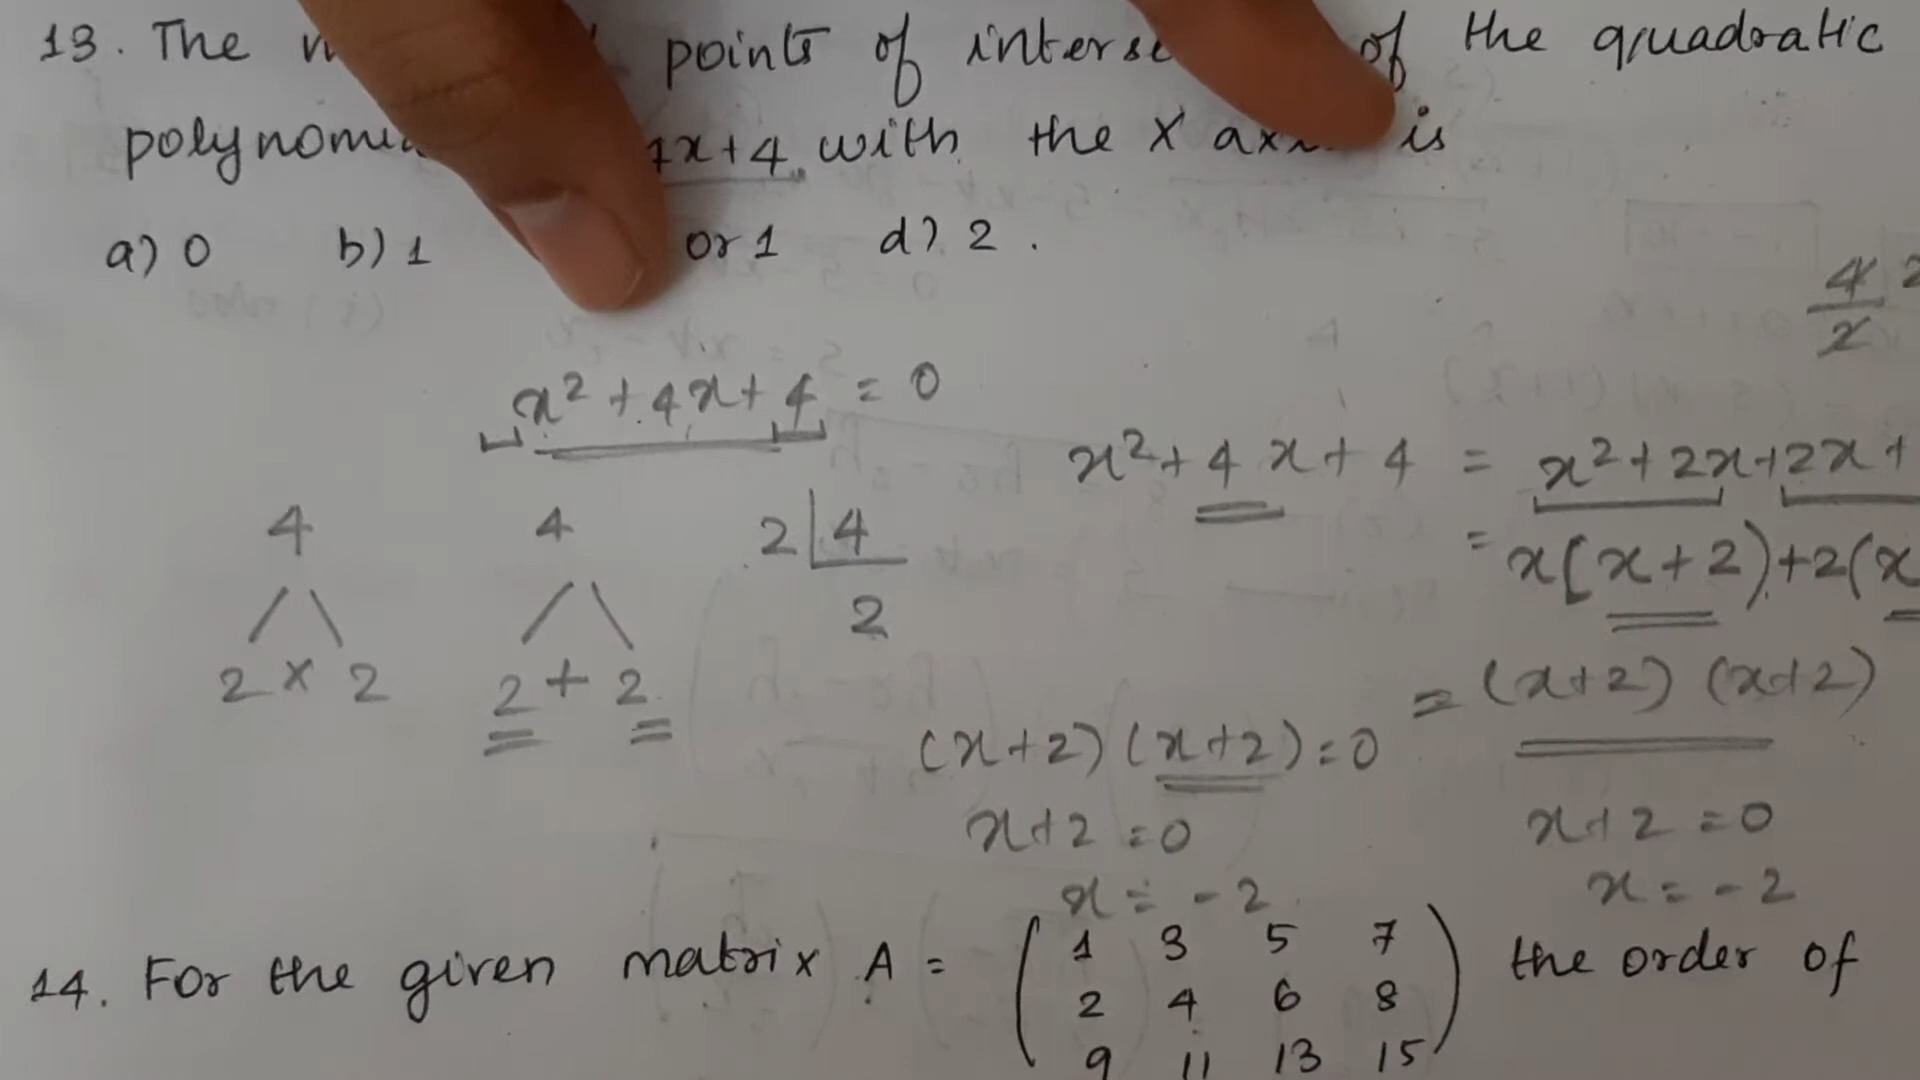 13. The points of of the quadratic
polynomi x+4 with the X is
a) 0 b) 1 or 1 d) 2 .
x² + 4x + 4 = 0
4/2 2
x² + 4x + 4 = x² + 2x + 2x +
4 4 2 4
= x(x+2)+2(x
2 × 2 2 + 2 2
= (x+2) (x+2)
(x+2) (x+2) = 0
x+2 = 0 x+2 = 0
x = -2 x = -2
14. For the given matrix A = ( 1 3 5 7 ) the order of
2 4 6 8
9 11 13 15